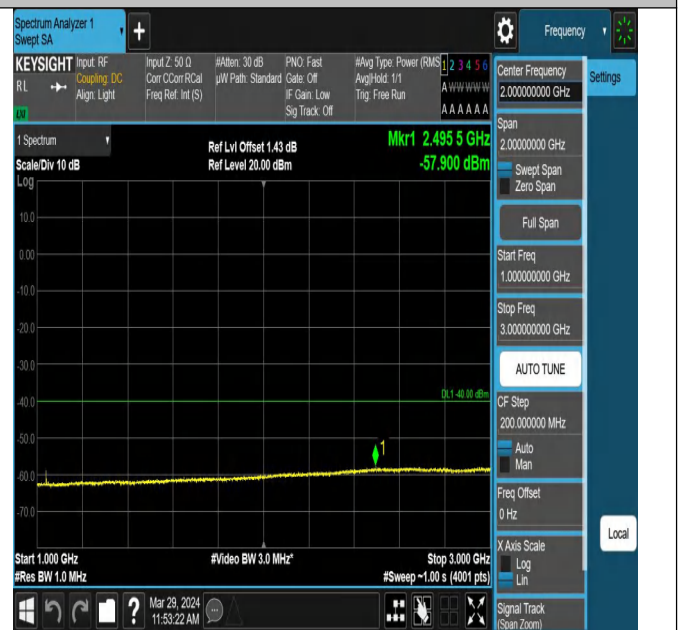 Spectrum Analyzer 1
Swept SA
+
Frequency
KEYSIGHT
Input: RF
Input Z: 50 Ω
#Atten: 30 dB
PNO: Fast
#Avg Type: Power (RMS
1 2 3 4 5 6
RL
Coupling: DC
Corr CCorr RCal
µW Path: Standard
Gate: Off
Avg|Hold: 1/1
A WW WW W
Align: Light
Freq Ref: Int (S)
IF Gain: Low
Trig: Free Run
Sig Track: Off
A A A A A A
LXI
1 Spectrum
Ref Lvl Offset 1.43 dB
Mkr1 2.495 5 GHz
Scale/Div 10 dB
Ref Level 20.00 dBm
-57.900 dBm
Log
10.0
0.00
-10.0
-20.0
-30.0
DL1 -40.00 dBm
-40.0
-50.0
1
-60.0
-70.0
Start 1.000 GHz
#Video BW 3.0 MHz*
Stop 3.000 GHz
#Res BW 1.0 MHz
#Sweep ~1.00 s (4001 pts)
?
Mar 29, 2024
11:53:22 AM
Center Frequency
2.00000000 GHz
Settings
Span
2.00000000 GHz
Swept Span
Zero Span
Full Span
Start Freq
1.000000000 GHz
Stop Freq
3.000000000 GHz
AUTO TUNE
CF Step
200.000000 MHz
Auto
Man
Freq Offset
0 Hz
Local
X Axis Scale
Log
Lin
Signal Track
(Span Zoom)